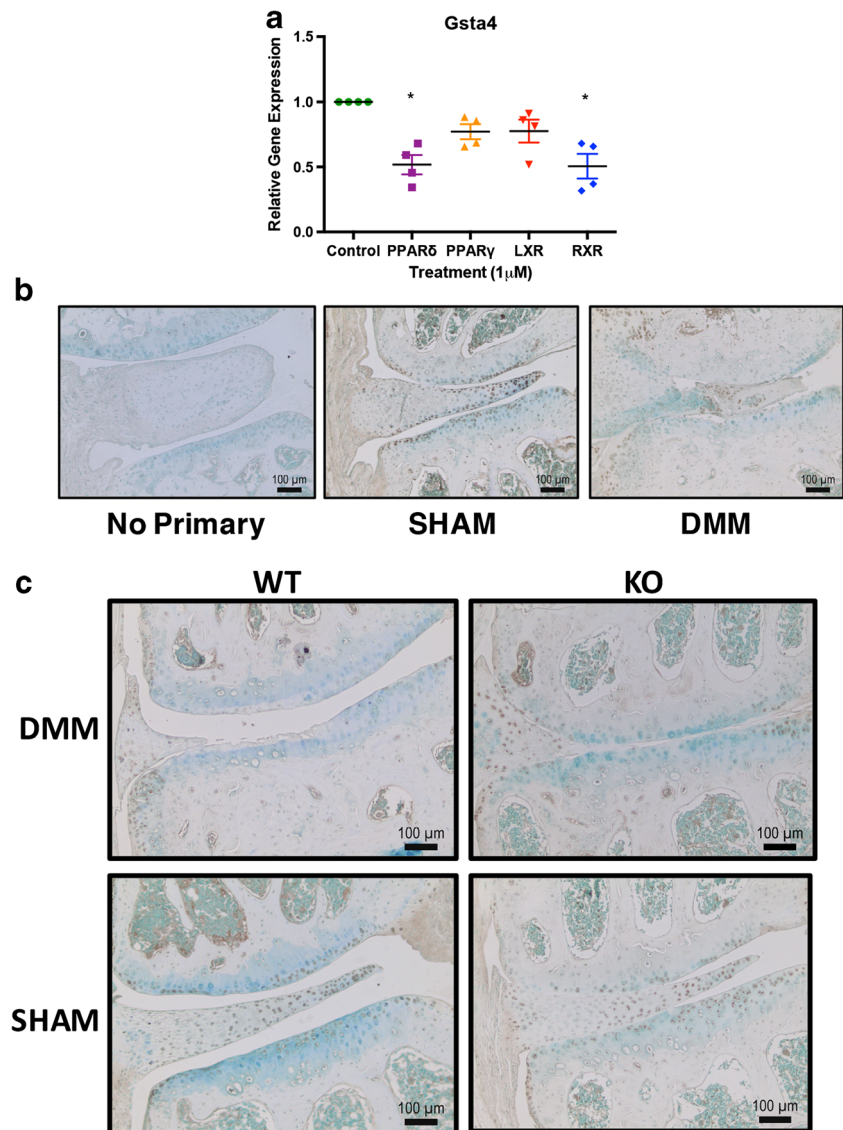 a
Gsta4
Relative Gene Expression
1.5
1.0
0.5
0.0
* *
Control PPARδ PPARγ LXR RXR
Treatment (1μM)
b
100 μm 100 μm 100 μm
No Primary SHAM DMM
c
WT KO
DMM
100 μm 100 μm
SHAM
100 μm 100 μm